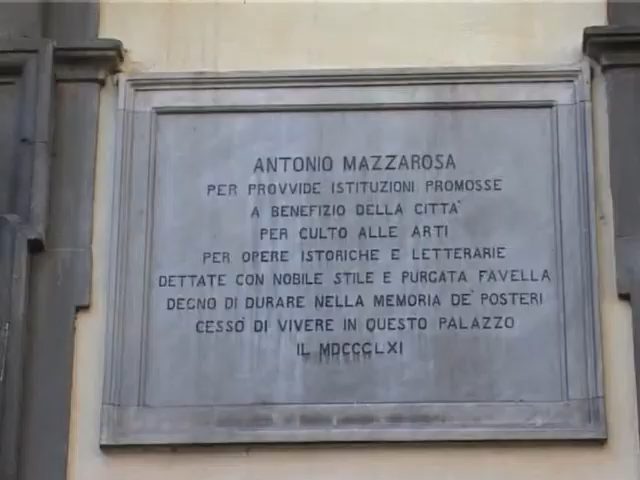 ANTONIO MAZZAROSA
PER PROVVIDE ISTITUZIONI PROMOSSE
A BENEFIZIO DELLA CITTA'
PER CULTO ALLE ARTI
PER OPERE ISTORICHE E LETTERARIE
DETTATE CON NOBILE STILE E PURGATA FAVELLA
DEGNO DI DURARE NELLA MEMORIA DE' POSTERI
CESSO' DI VIVERE IN QUESTO PALAZZO
IL MDCCCLXI